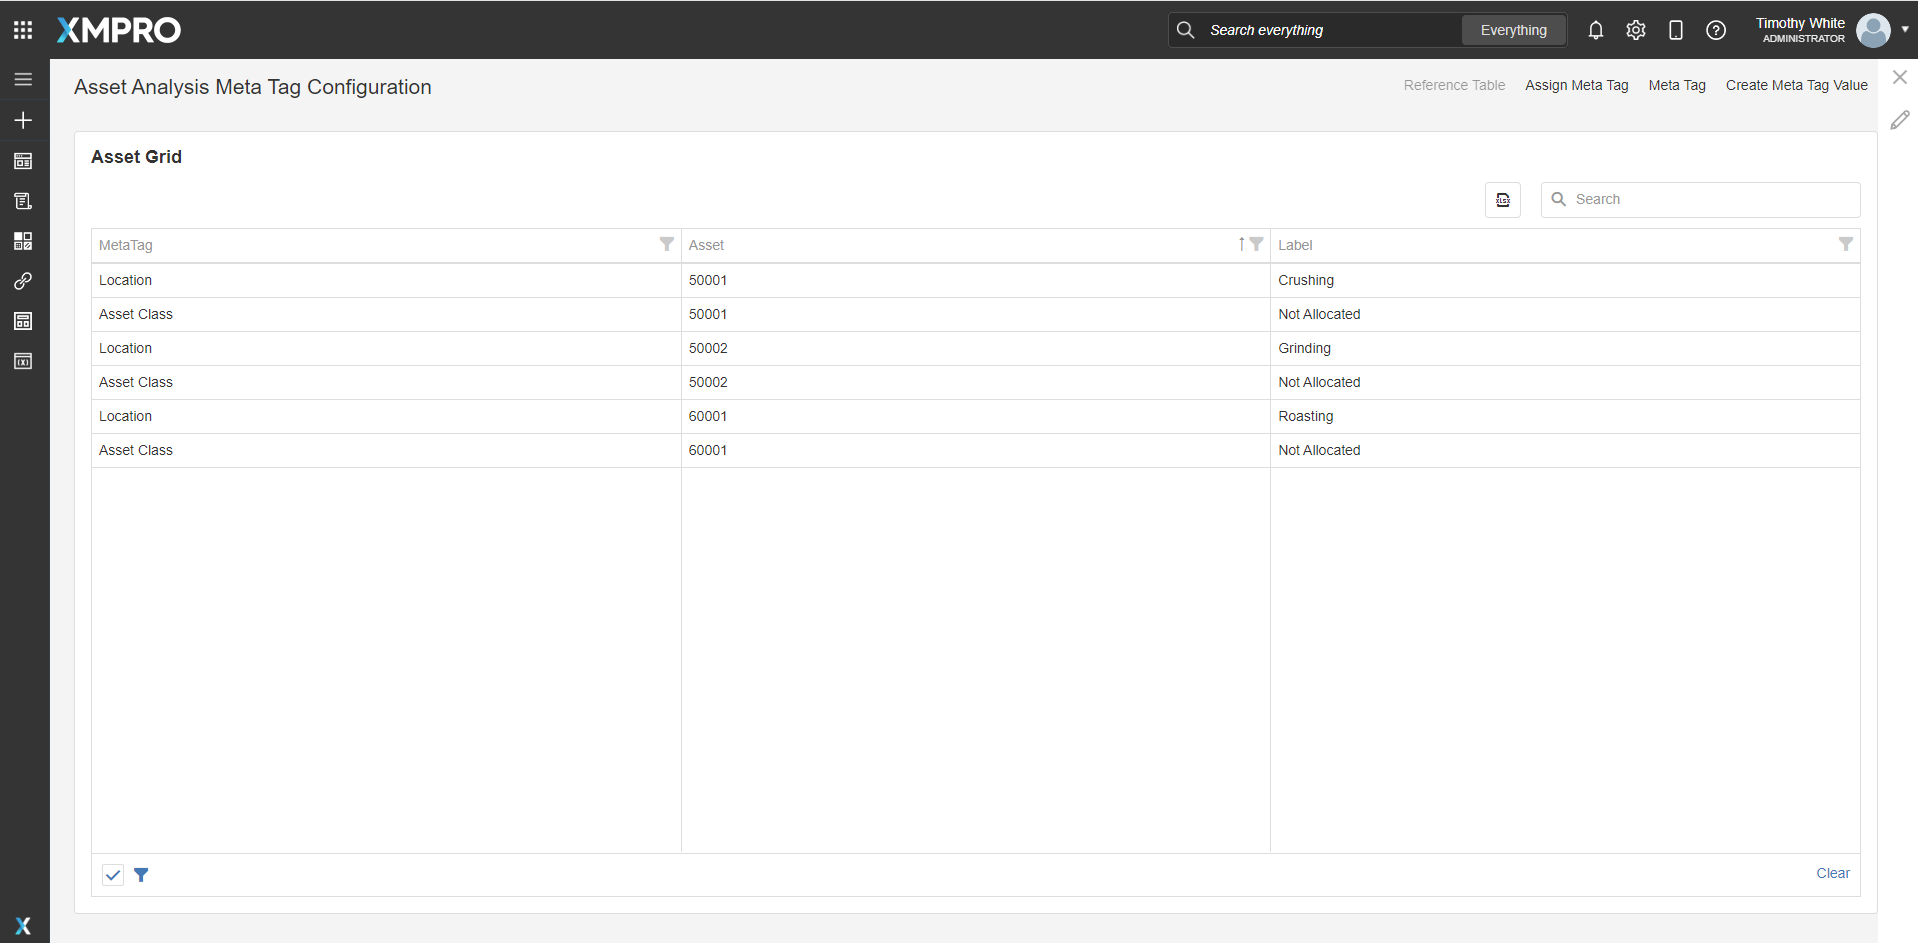 XMPRO
Search everything
Everything
Timothy White
ADMINISTRATOR
Asset Analysis Meta Tag Configuration
Reference Table
Assign Meta Tag
Meta Tag
Create Meta Tag Value
Asset Grid
XLSX
Search
MetaTag Asset Label
Location 50001 Crushing
Asset Class 50001 Not Allocated
Location 50002 Grinding
Asset Class 50002 Not Allocated
Location 60001 Roasting
Asset Class 60001 Not Allocated
Clear